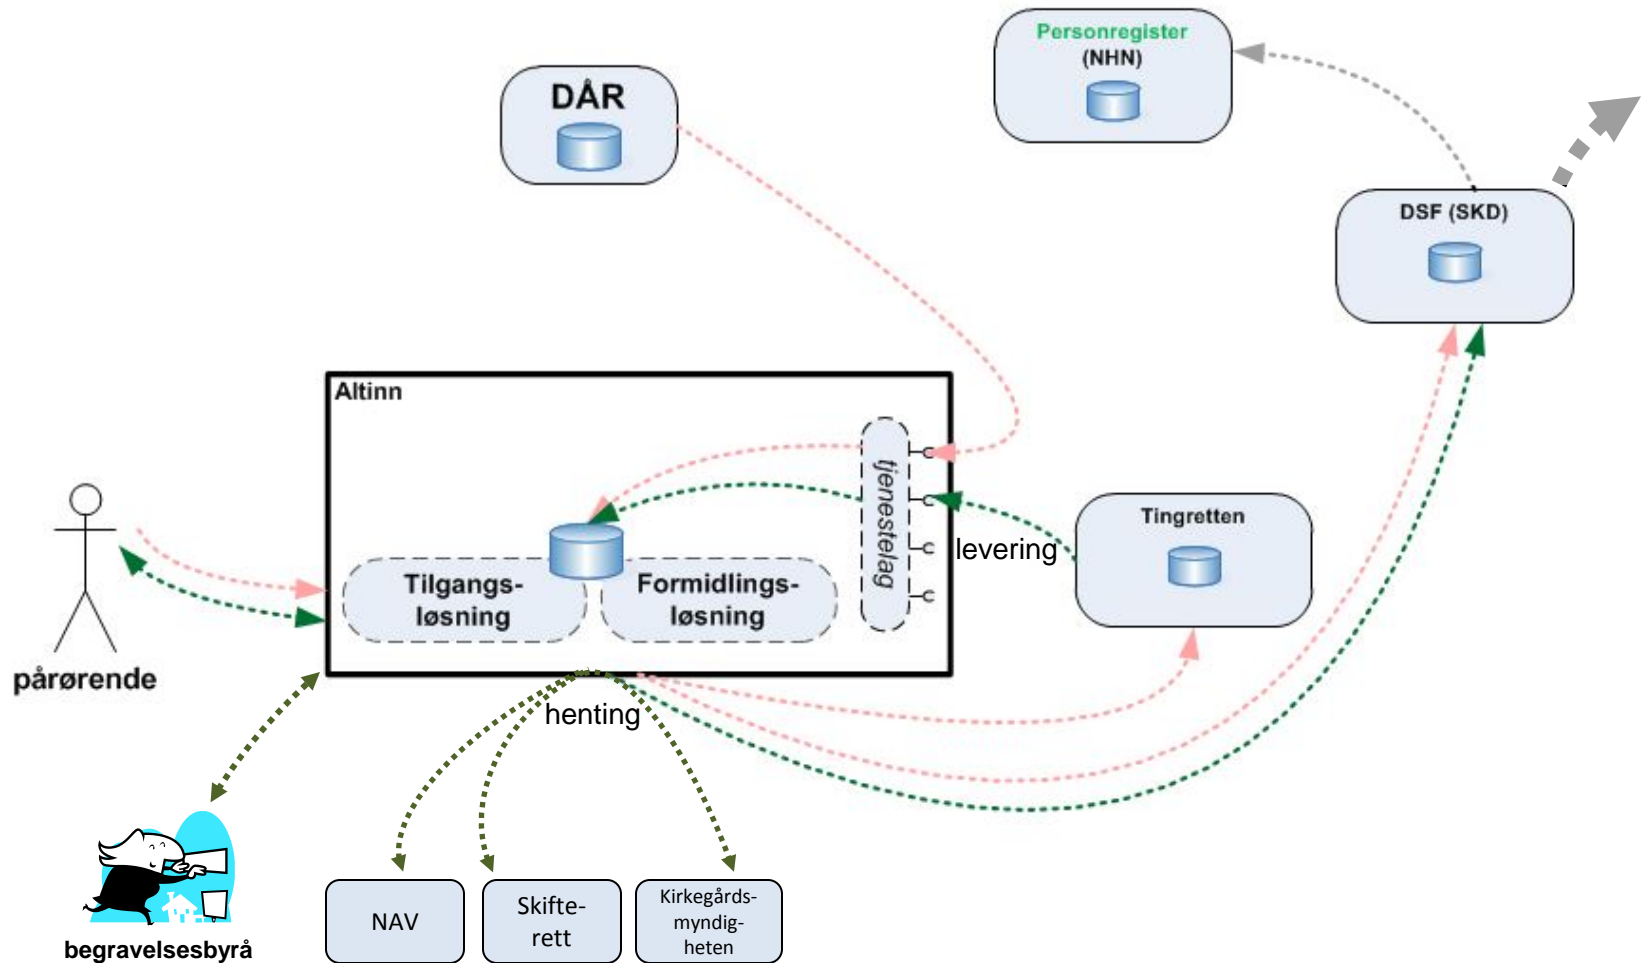 Personregister
(NHN)
DÅR
DSF (SKD)
Altinn
tjenestelag
Tingretten
levering
Tilgangs-
løsning
Formidlings-
løsning
pårørende
henting
NAV
Skifte-
rett
Kirkegårds-
myndig-
heten
begravelsesbyrå